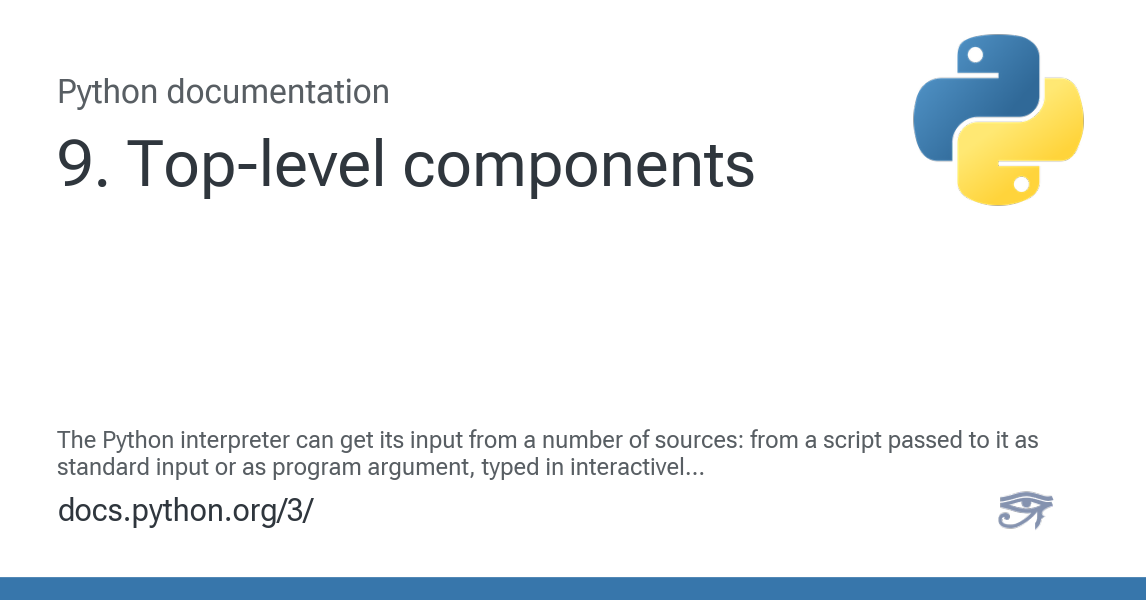 Python documentation
9. Top-level components
The Python interpreter can get its input from a number of sources: from a script passed to it as
standard input or as program argument, typed in interactivel...
docs.python.org/3/